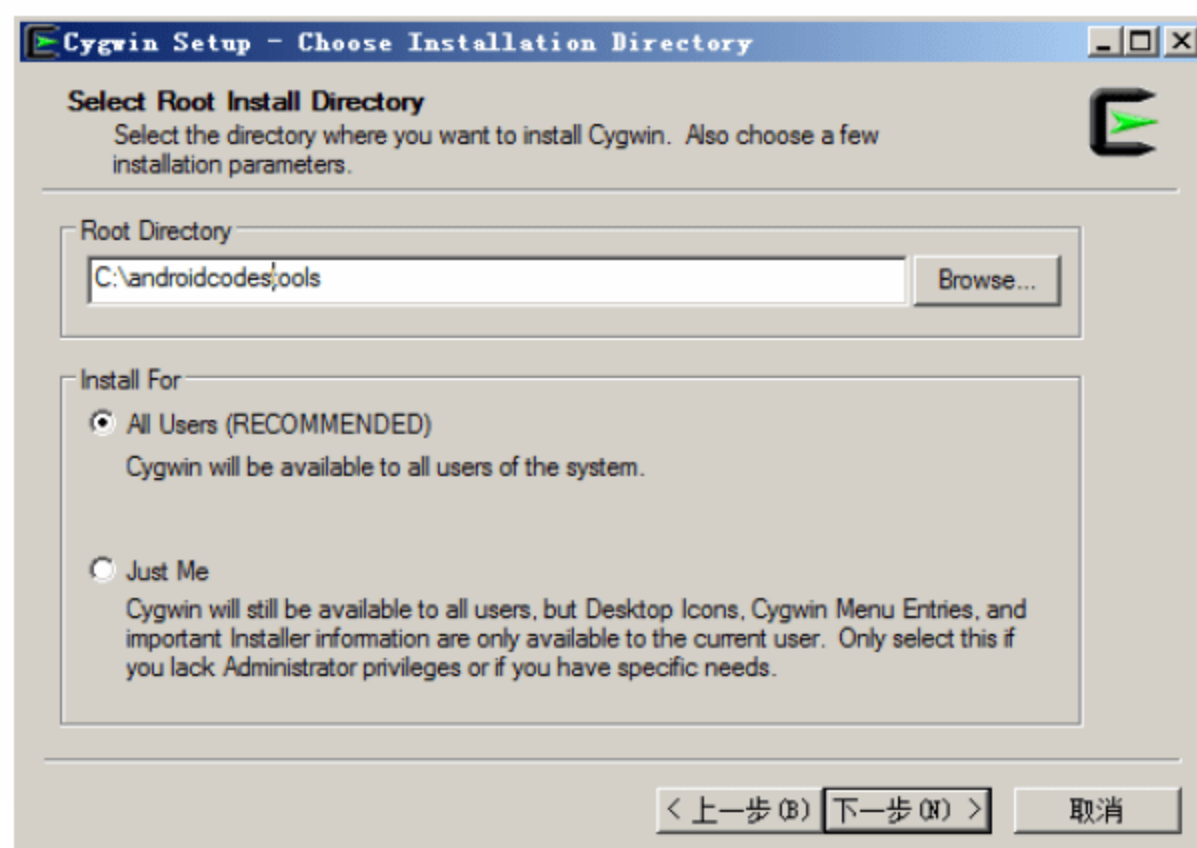 Cygwin Setup - Choose Installation Directory
Select Root Install Directory
Select the directory where you want to install Cygwin. Also choose a few
installation parameters.
Root Directory
C:\androidcodestools
Browse...
Install For
All Users (RECOMMENDED)
Cygwin will be available to all users of the system.
Just Me
Cygwin will still be available to all users, but Desktop Icons, Cygwin Menu Entries, and
important Installer information are only available to the current user. Only select this if
you lack Administrator privileges or if you have specific needs.
< 上一步(B)
下一步(N) >
取消